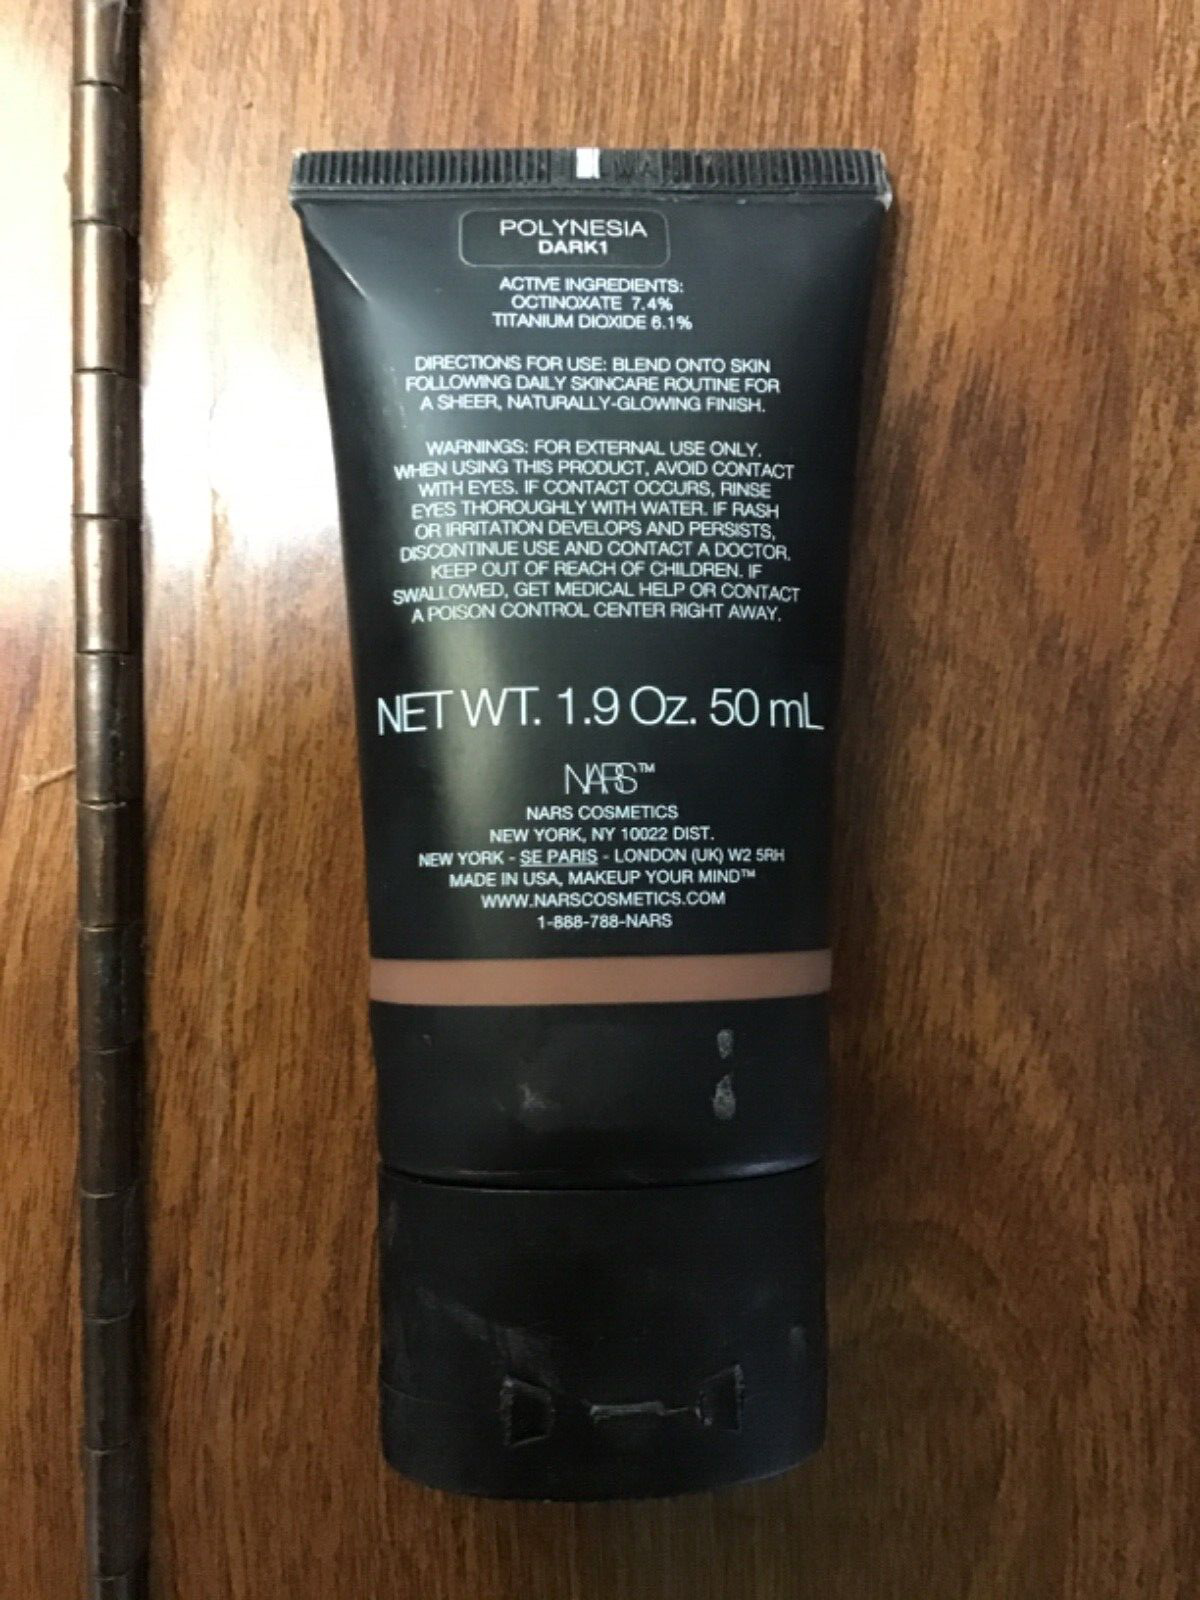 POLYNESIA
DARK1
ACTIVE INGREDIENTS:
OCTINOXATE 7.4%
TITANIUM DIOXIDE 6.1%
DIRECTIONS FOR USE: BLEND ONTO SKIN
FOLLOWING DAILY SKINCARE ROUTINE FOR
A SHEER, NATURALLY-GLOWING FINISH.
WARNINGS: FOR EXTERNAL USE ONLY.
WHEN USING THIS PRODUCT, AVOID CONTACT
WITH EYES. IF CONTACT OCCURS, RINSE
EYES THOROUGHLY WITH WATER. IF RASH
OR IRRITATION DEVELOPS AND PERSISTS,
DISCONTINUE USE AND CONTACT A DOCTOR.
KEEP OUT OF REACH OF CHILDREN. IF
SWALLOWED, GET MEDICAL HELP OR CONTACT
A POISON CONTROL CENTER RIGHT AWAY.
NET WT. 1.9 Oz. 50 mL
NARS™
NARS COSMETICS
NEW YORK, NY 10022 DIST.
NEW YORK - SE PARIS - LONDON (UK) W2 5RH
MADE IN USA, MAKEUP YOUR MIND™
WWW.NARSCOSMETICS.COM
1-888-788-NARS